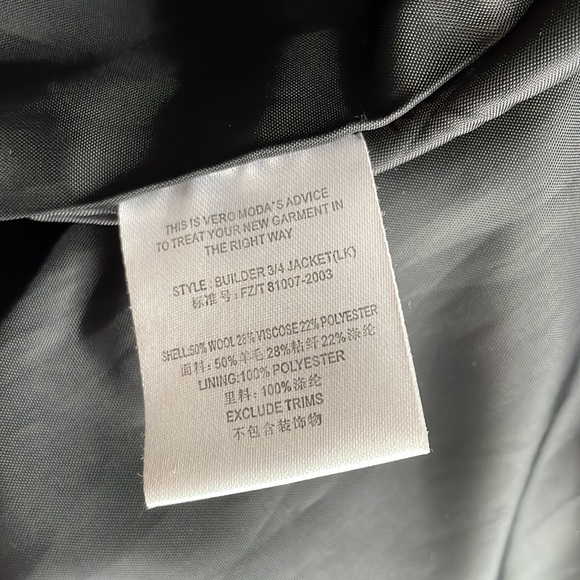 THIS IS VERO MODA'S ADVICE
TO TREAT YOUR NEW GARMENT IN
THE RIGHT WAY
STYLE : BUILDER 3/4 JACKET(LK)
标准号：FZ/T 81007-2003
SHELL:50% WOOL 28% VISCOSE 22% POLYESTER
面料：50%羊毛 28%粘纤 22%涤纶
LINING:100% POLYESTER
里料：100%涤纶
EXCLUDE TRIMS
不包含装饰物